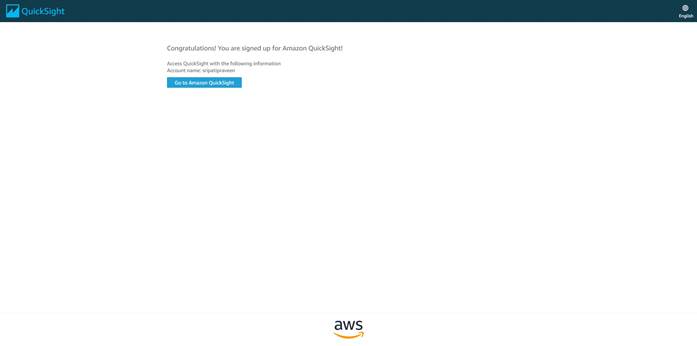 QuickSight
English
Congratulations! You are signed up for Amazon QuickSight!
Access QuickSight with the following information
Account name: sripatipraveen
Go to Amazon QuickSight
aws